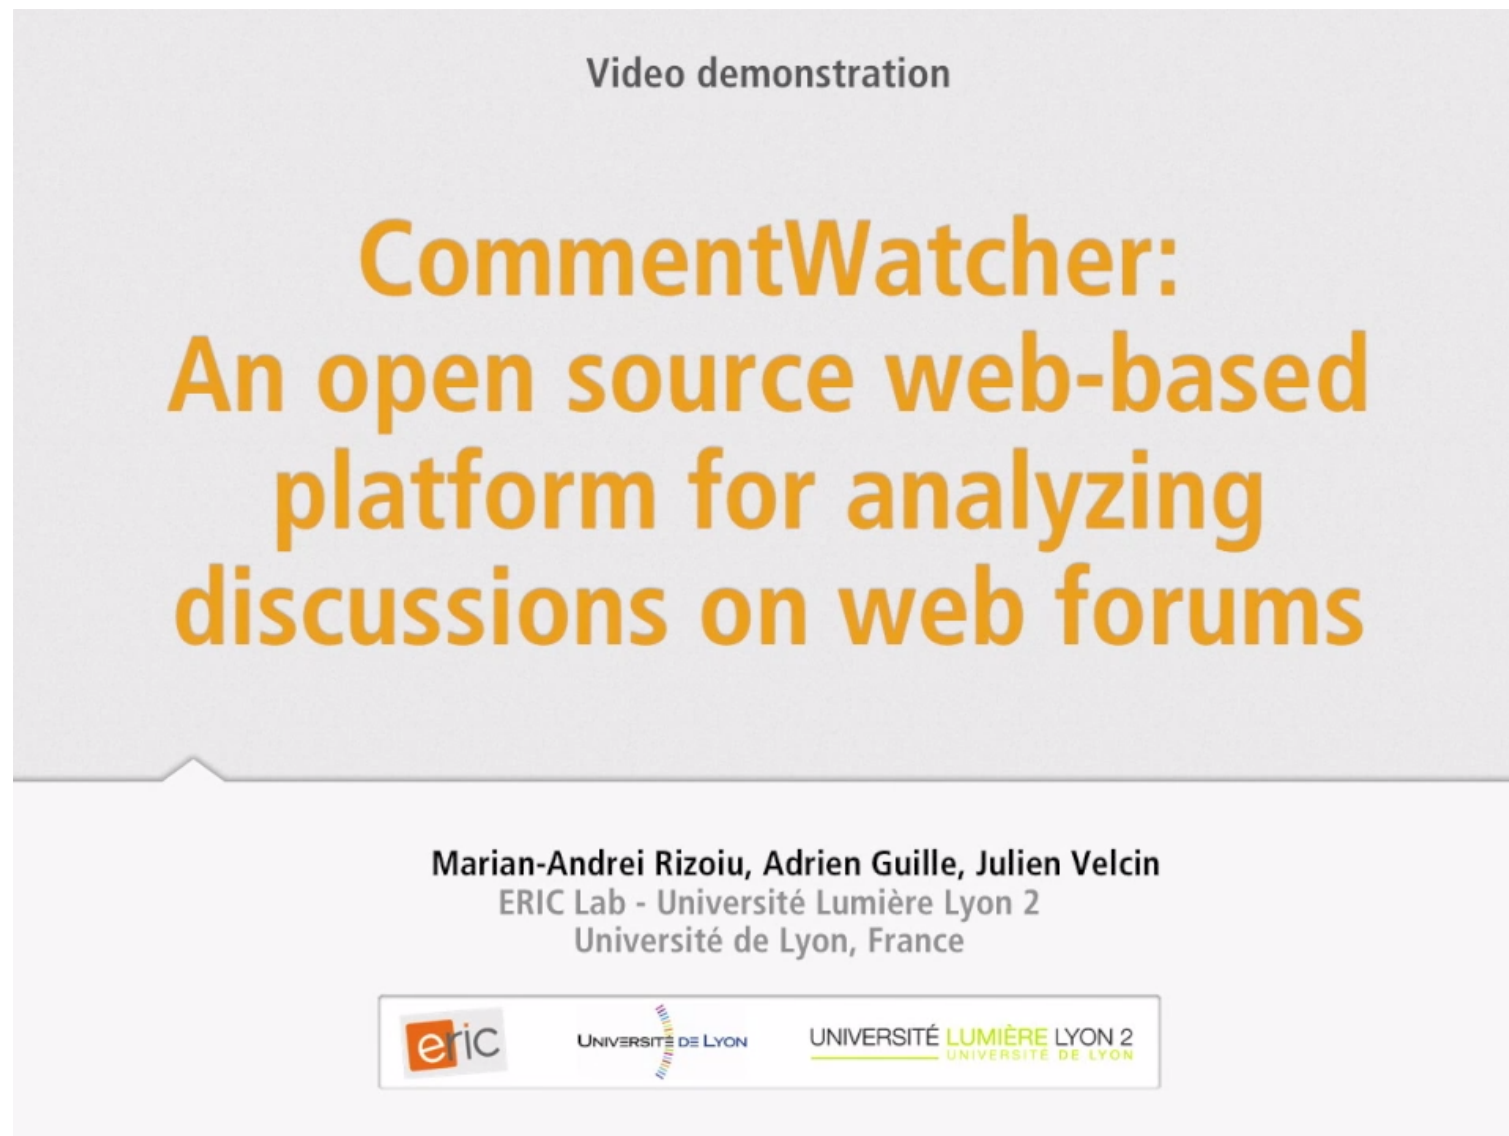 Video demonstration
CommentWatcher:
An open source web-based
platform for analyzing
discussions on web forums
Marian-Andrei Rizoiu, Adrien Guille, Julien Velcin
ERIC Lab - Université Lumière Lyon 2
Université de Lyon, France
eric
UNIVERSITÉ DE LYON
UNIVERSITÉ LUMIÈRE LYON 2
UNIVERSITÉ DE LYON